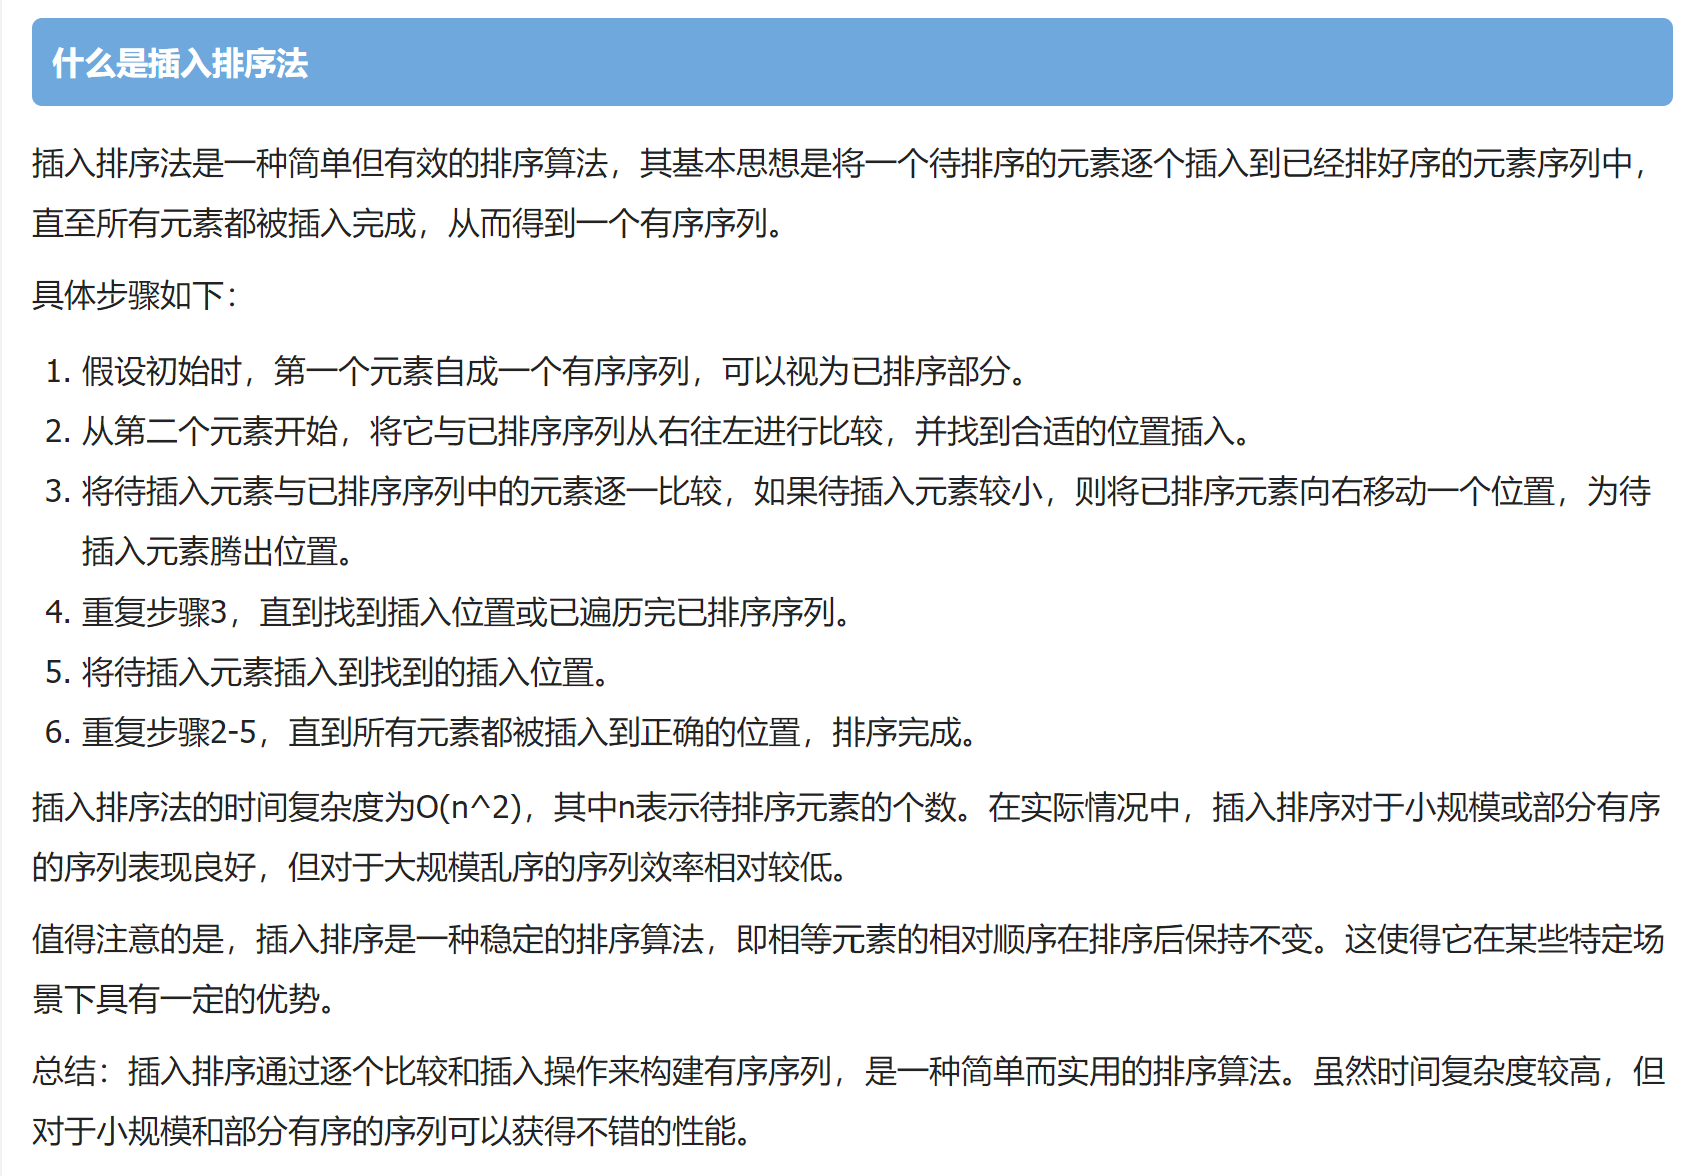 什么是插入排序法
插入排序法是一种简单但有效的排序算法，其基本思想是将一个待排序的元素逐个插入到已经排好序的元素序列中，
直至所有元素都被插入完成，从而得到一个有序序列。
具体步骤如下：
1. 假设初始时，第一个元素自成一个有序序列，可以视为已排序部分。
2. 从第二个元素开始，将它与已排序序列从右往左进行比较，并找到合适的位置插入。
3. 将待插入元素与已排序序列中的元素逐一比较，如果待插入元素较小，则将已排序元素向右移动一个位置，为待
插入元素腾出位置。
4. 重复步骤3，直到找到插入位置或已遍历完已排序序列。
5. 将待插入元素插入到找到的插入位置。
6. 重复步骤2-5，直到所有元素都被插入到正确的位置，排序完成。
插入排序法的时间复杂度为O(n^2)，其中n表示待排序元素的个数。在实际情况中，插入排序对于小规模或部分有序
的序列表现良好，但对于大规模乱序的序列效率相对较低。
值得注意的是，插入排序是一种稳定的排序算法，即相等元素的相对顺序在排序后保持不变。这使得它在某些特定场
景下具有一定的优势。
总结：插入排序通过逐个比较和插入操作来构建有序序列，是一种简单而实用的排序算法。虽然时间复杂度较高，但
对于小规模和部分有序的序列可以获得不错的性能。